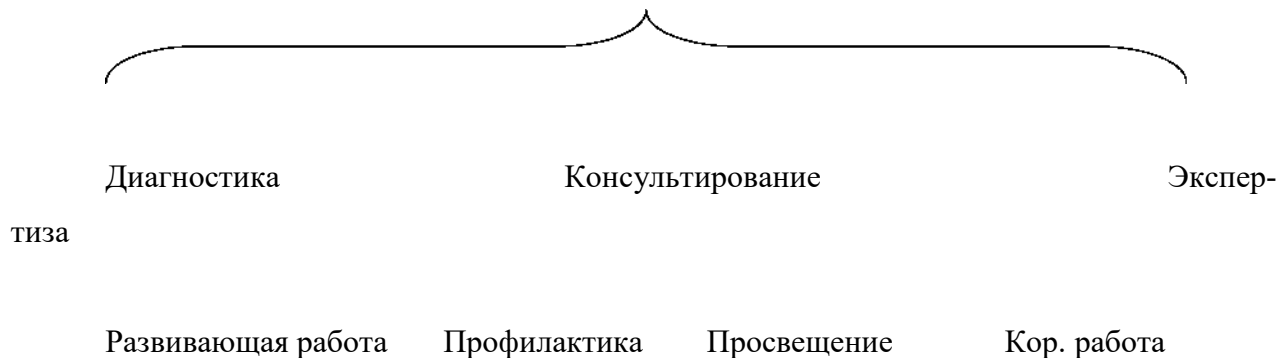 Диагностика Консультирование Экспер-
тиза
Развивающая работа Профилактика Просвещение Кор. работа